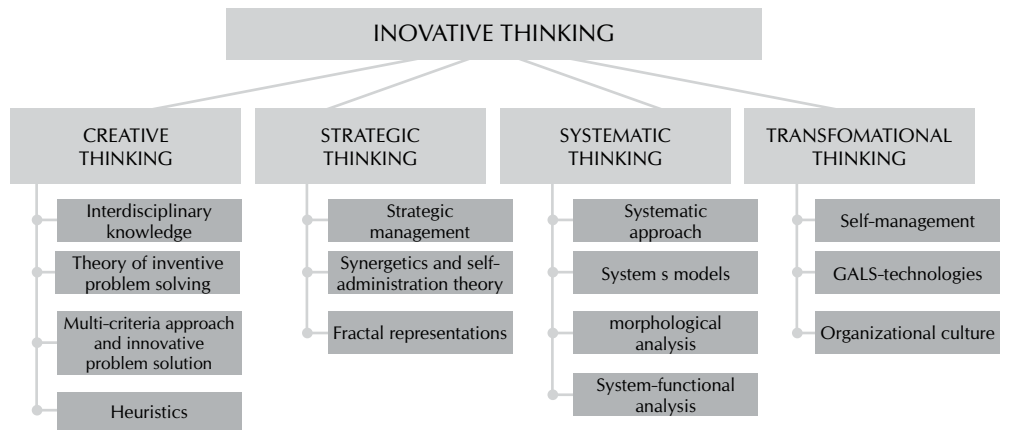 INOVATIVE THINKING
CREATIVE
THINKING
Interdisciplinary
knowledge
Theory of inventive
problem solving
Multi-criteria approach
and innovative
problem solution
Heuristics
STRATEGIC
THINKING
Strategic
management
Synergetics and self-
administration theory
Fractal representations
SYSTEMATIC
THINKING
Systematic
approach
System s models
morphological
analysis
System-functional
analysis
TRANSFOMATIONAL
THINKING
Self-management
GALS-technologies
Organizational culture